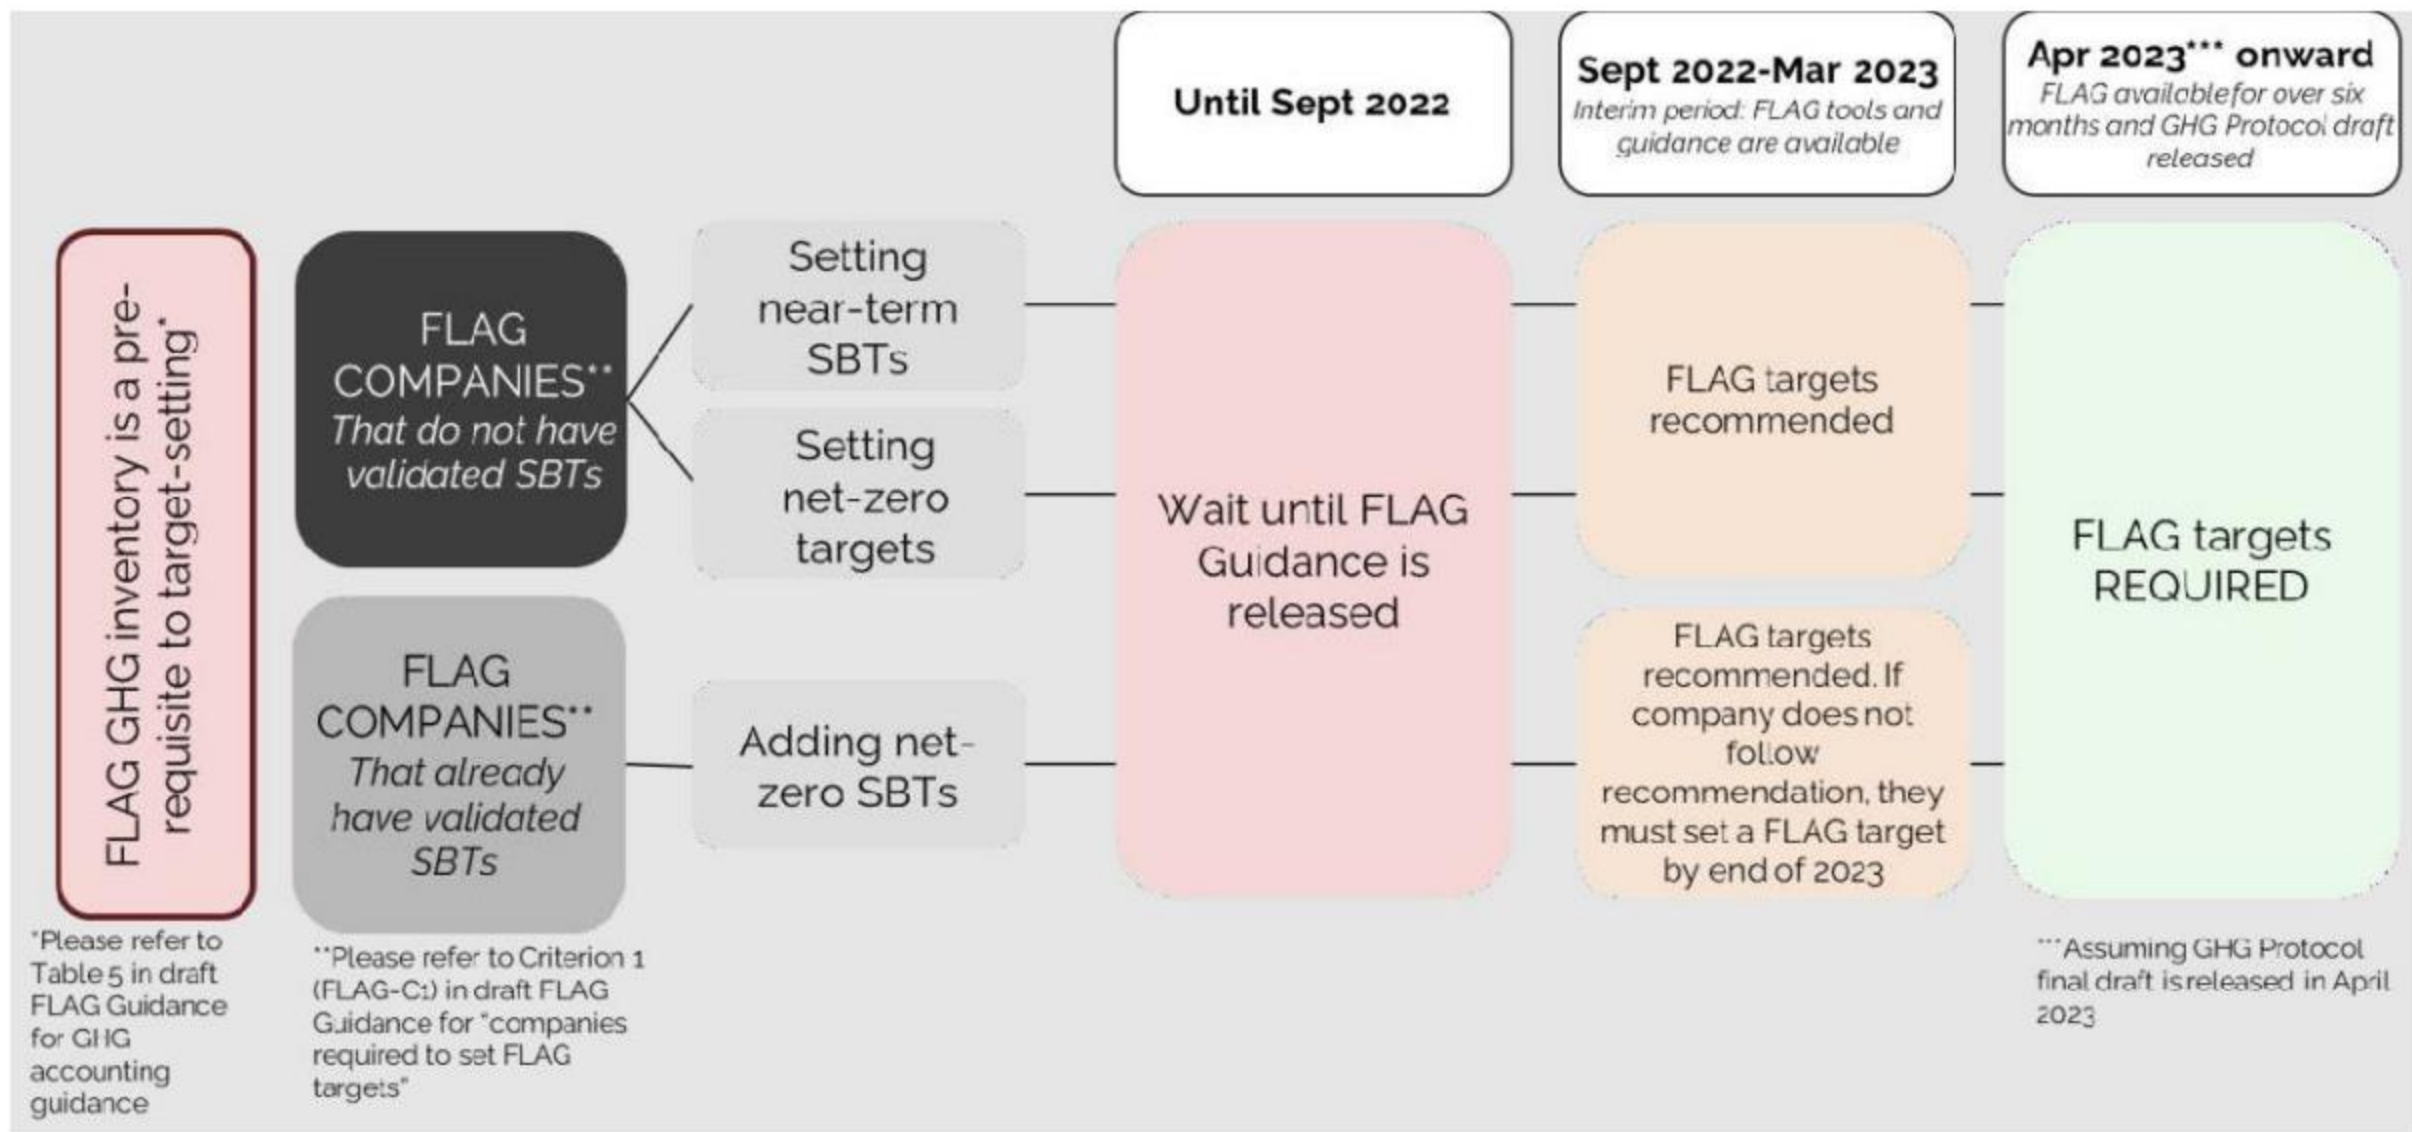 Until Sept 2022
Sept 2022-Mar 2023
Interim period: FLAG tools and
guidance are available
Apr 2023*** onward
FLAG available for over six
months and GHG Protocol draft
released
FLAG GHG inventory is a pre-
requisite to target-setting*
FLAG
COMPANIES**
That do not have
validated SBTs
Setting
near-term
SBTs
Setting
net-zero
targets
FLAG
COMPANIES**
That already
have validated
SBTs
Adding net-
zero SBTs
Wait until FLAG
Guidance is
released
FLAG targets
recommended
FLAG targets
recommended. If
company does not
follow
recommendation, they
must set a FLAG target
by end of 2023
FLAG targets
REQUIRED
*Please refer to
Table 5 in draft
FLAG Guidance
for GHG
accounting
guidance
**Please refer to Criterion 1
(FLAG-C1) in draft FLAG
Guidance for "companies
required to set FLAG
targets"
***Assuming GHG Protocol
final draft is released in April
2023